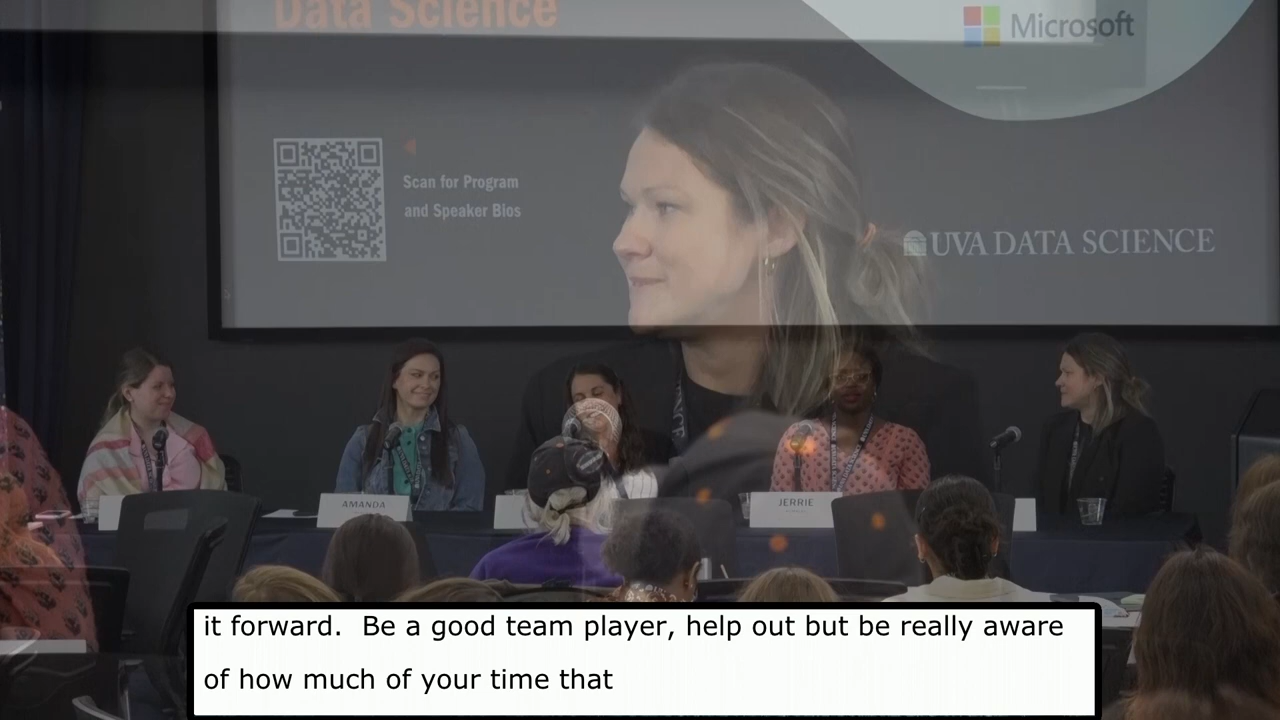 Data Science
Microsoft
Scan for Program
and Speaker Bios
UVA DATA SCIENCE
AMANDA
JERRIE
it forward.  Be a good team player, help out but be really aware
of how much of your time that